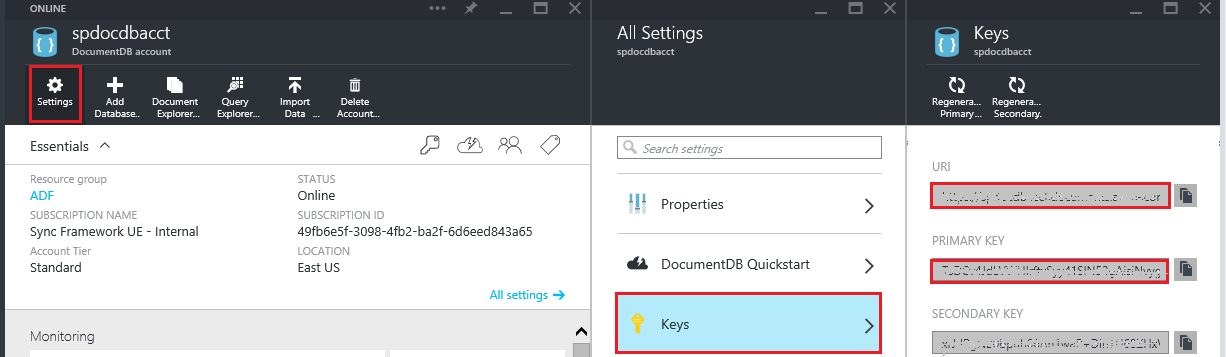 ONLINE
spdocdbacct
DocumentDB account
Settings
Add
Database..
Document
Explorer...
Query
Explorer...
Import
Data ...
Delete
Account...
Essentials
Resource group
ADF
STATUS
Online
SUBSCRIPTION NAME
Sync Framework UE - Internal
SUBSCRIPTION ID
49fb6e5f-3098-4fb2-ba2f-6d6eed843a65
Account Tier
Standard
LOCATION
East US
All settings →
Monitoring
All Settings
spdocdbacct
Search settings
Properties
DocumentDB Quickstart
Keys
Keys
spdocdbacct
Regenera...
Primary...
Regenera...
Secondary.
URI
PRIMARY KEY
SECONDARY KEY